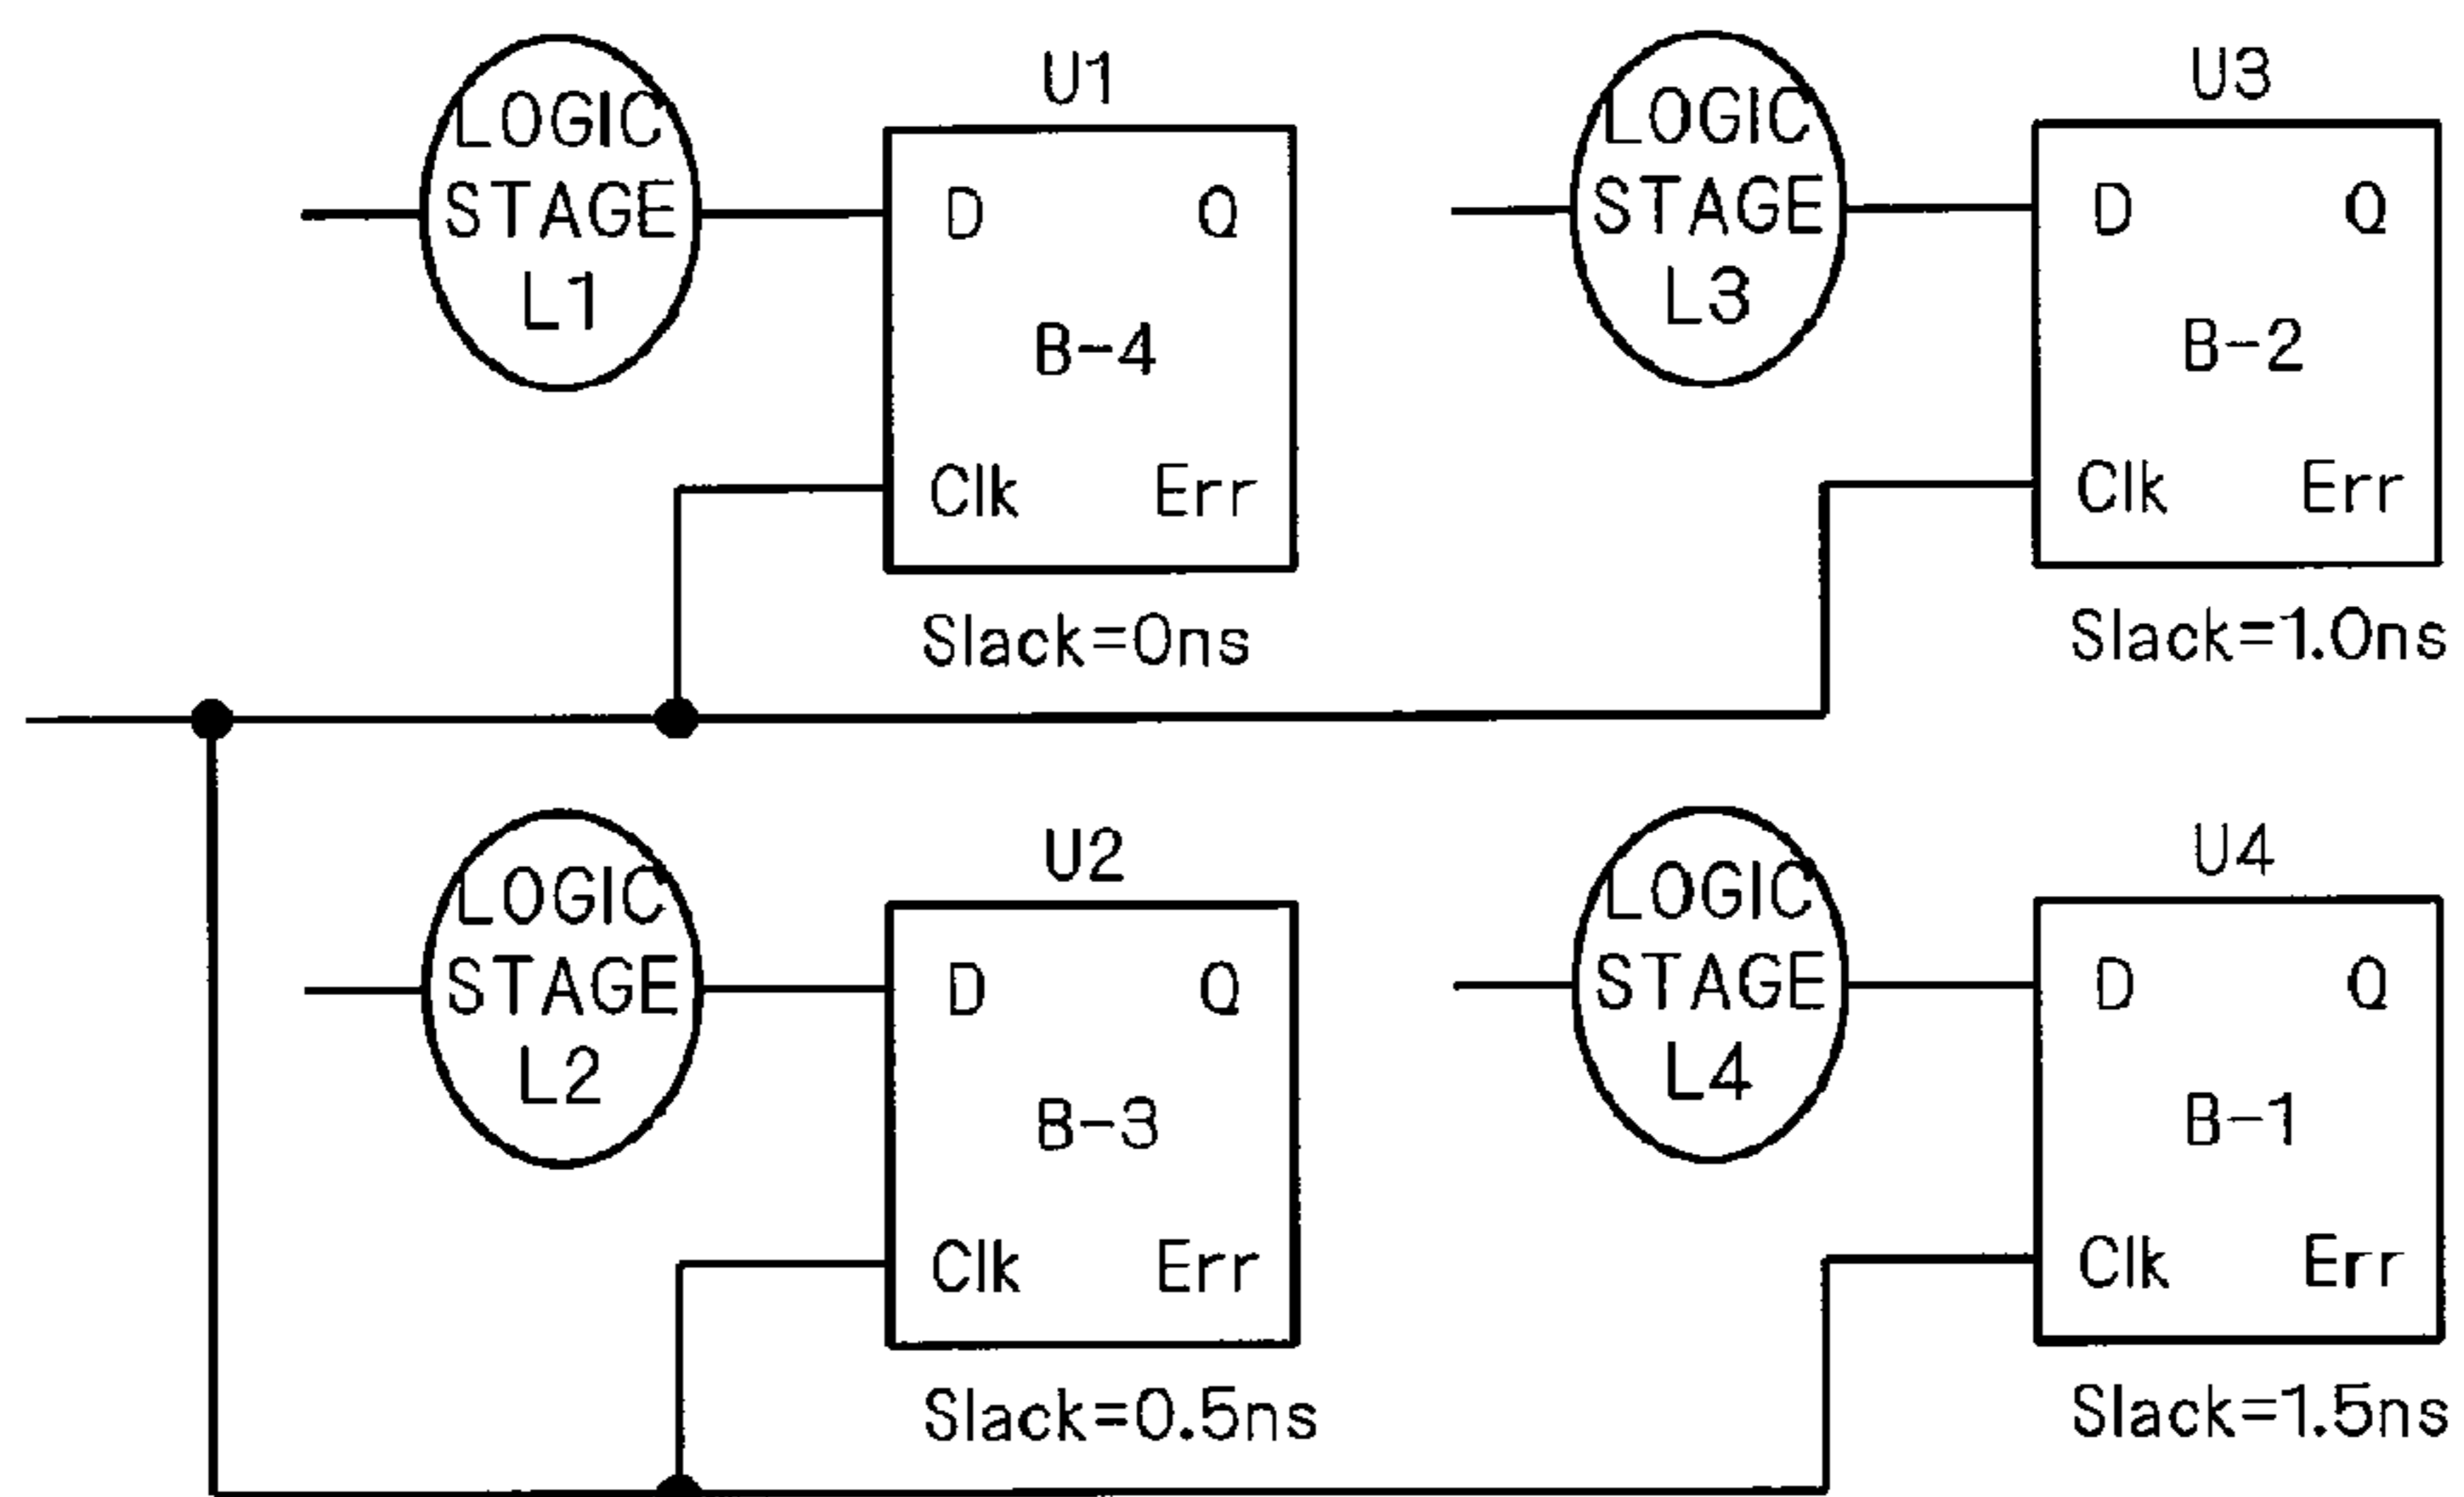 U1
LOGIC
STAGE
L1
D Q
B-4
Clk Err
Slack=0ns
U3
LOGIC
STAGE
L3
D Q
B-2
Clk Err
Slack=1.0ns
U2
LOGIC
STAGE
L2
D Q
B-3
Clk Err
Slack=0.5ns
U4
LOGIC
STAGE
L4
D Q
B-1
Clk Err
Slack=1.5ns